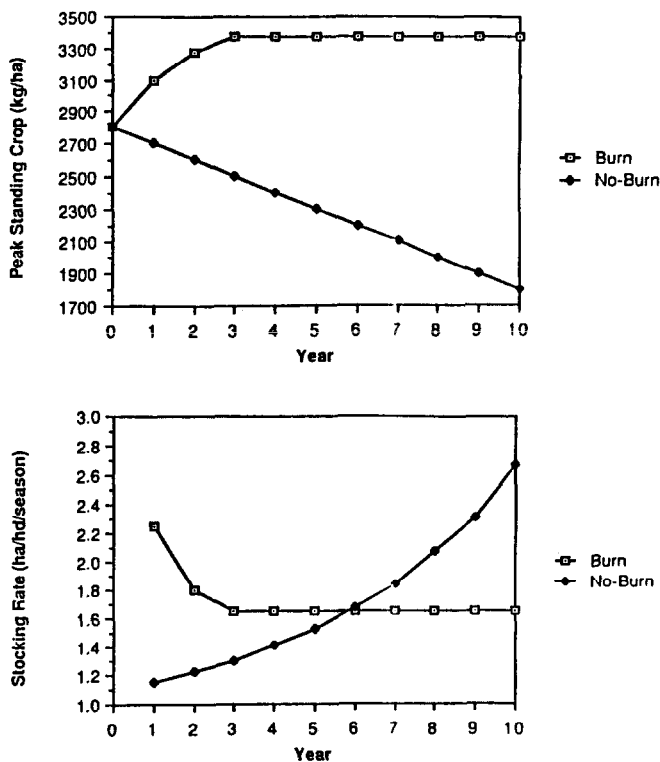 Peak Standing Crop (kg/ha)
3500
3300
3100
2900
2700
2500
2300
2100
1900
1700
0 1 2 3 4 5 6 7 8 9 10
Year
Burn
No-Burn
Stocking Rate (ha/hd/season)
3.0
2.8
2.6
2.4
2.2
2.0
1.8
1.6
1.4
1.2
1.0
0 1 2 3 4 5 6 7 8 9 10
Year
Burn
No-Burn